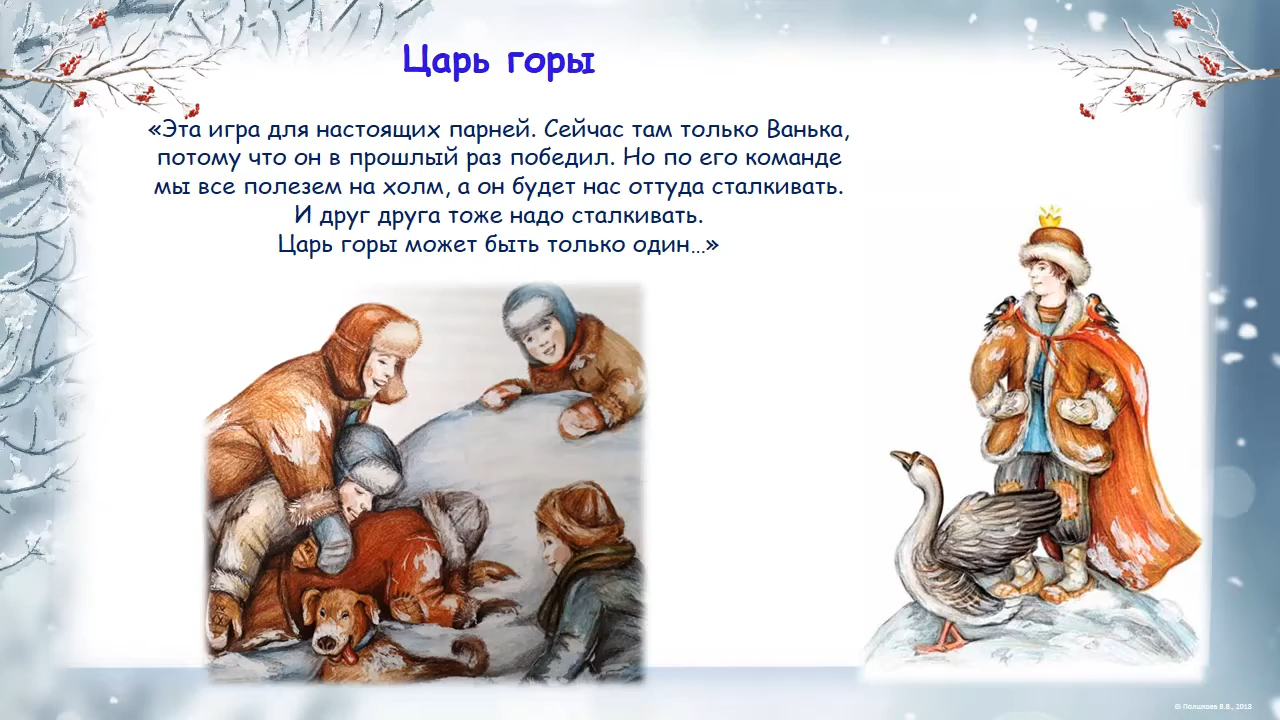 Царь горы
«Эта игра для настоящих парней. Сейчас там только Ванька,
потому что он в прошлый раз победил. Но по его команде
мы все полезем на холм, а он будет нас оттуда сталкивать.
И друг друга тоже надо сталкивать.
Царь горы может быть только один…»
© Полшкова В.В., 2018